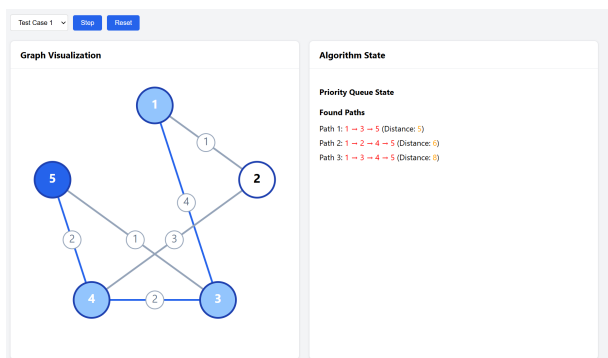 Test Case 1
Step
Reset
Graph Visualization
1
1
5
2
4
2
1
3
4
2
3
Algorithm State
Priority Queue State
Found Paths
Path 1: 1 → 3 → 5 (Distance: 5)
Path 2: 1 → 2 → 4 → 5 (Distance: 6)
Path 3: 1 → 3 → 4 → 5 (Distance: 8)